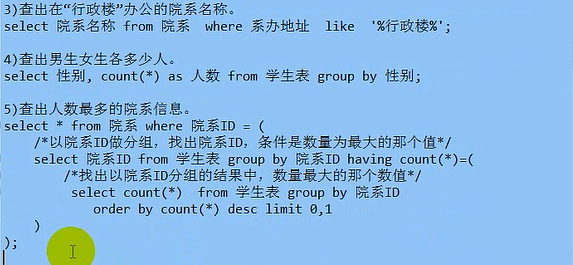 3)查出在“行政楼”办公的院系名称。
select 院系名称 from 院系  where 系办地址  like  '%行政楼%';
4)查出男生女生各多少人。
select 性别, count(*) as 人数 from 学生表 group by 性别;
5)查出人数最多的院系信息。
select * from 院系 where 院系ID = (
/*以院系ID做分组，找出院系ID，条件是数量为最大的那个值*/
select 院系ID from 学生表 group by 院系ID having count(*)=(
/*找出以院系ID分组的结果中，数量最大的那个数值*/
select count(*)  from 学生表 group by 院系ID
order by count(*) desc limit 0,1
)
);